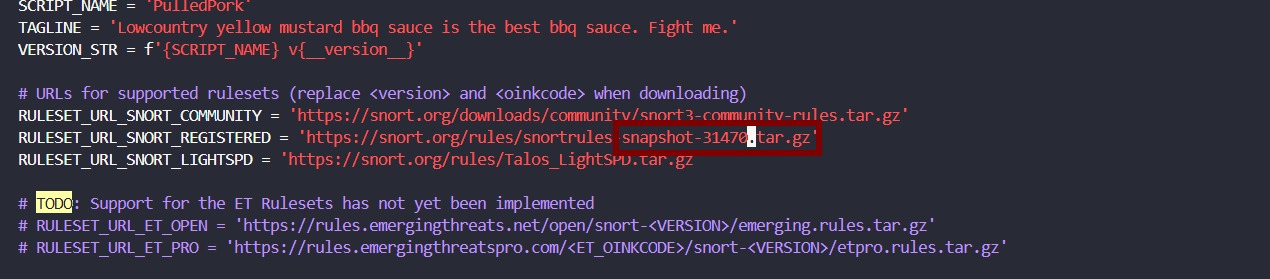 SCRIPT_NAME = 'PulledPork'
TAGLINE = 'Lowcountry yellow mustard bbq sauce is the best bbq sauce. Fight me.'
VERSION_STR = f'{SCRIPT_NAME} v{__version__}'
# URLs for supported rulesets (replace <version> and <oinkcode> when downloading)
RULESET_URL_SNORT_COMMUNITY = 'https://snort.org/downloads/community/snort3-community-rules.tar.gz'
RULESET_URL_SNORT_REGISTERED = 'https://snort.org/rules/snortrules-snapshot-31470.tar.gz'
RULESET_URL_SNORT_LIGHTSPD = 'https://snort.org/rules/Talos_LightSPD.tar.gz
# TODO: Support for the ET Rulesets has not yet been implemented
# RULESET_URL_ET_OPEN = 'https://rules.emergingthreats.net/open/snort-<VERSION>/emerging.rules.tar.gz'
# RULESET_URL_ET_PRO = 'https://rules.emergingthreatspro.com/<ET_OINKCODE>/snort-<VERSION>/etpro.rules.tar.gz'